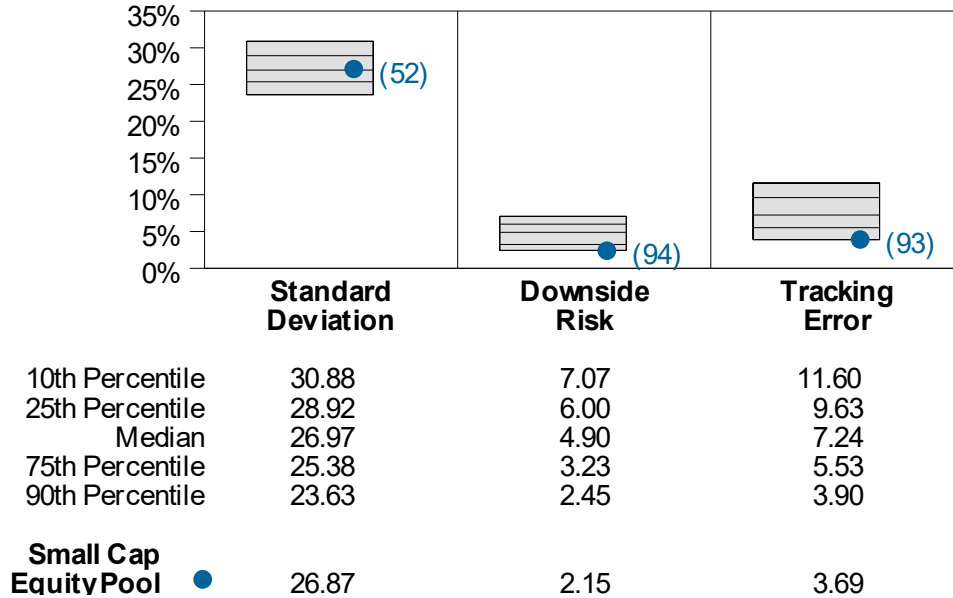 35%
30%
25%
20%
15%
10%
5%
0%
(52)
(94)
(93)
Standard Deviation
Downside Risk
Tracking Error
10th Percentile 30.88 7.07 11.60
25th Percentile 28.92 6.00 9.63
Median 26.97 4.90 7.24
75th Percentile 25.38 3.23 5.53
90th Percentile 23.63 2.45 3.90
Small Cap
Equity Pool 26.87 2.15 3.69